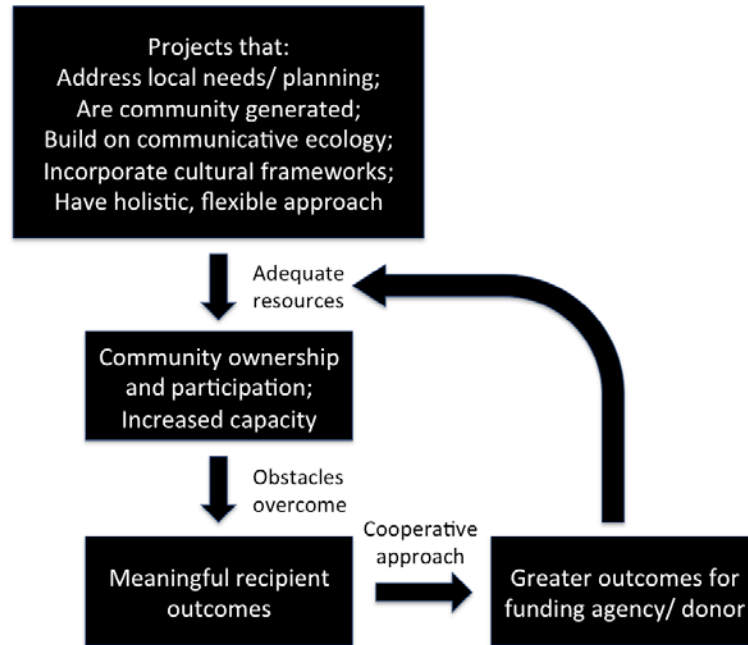 Projects that:
Address local needs/ planning;
Are community generated;
Build on communicative ecology;
Incorporate cultural frameworks;
Have holistic, flexible approach
Adequate
resources
Community ownership
and participation;
Increased capacity
Obstacles
overcome
Cooperative
approach
Meaningful recipient
outcomes
Greater outcomes for
funding agency/ donor